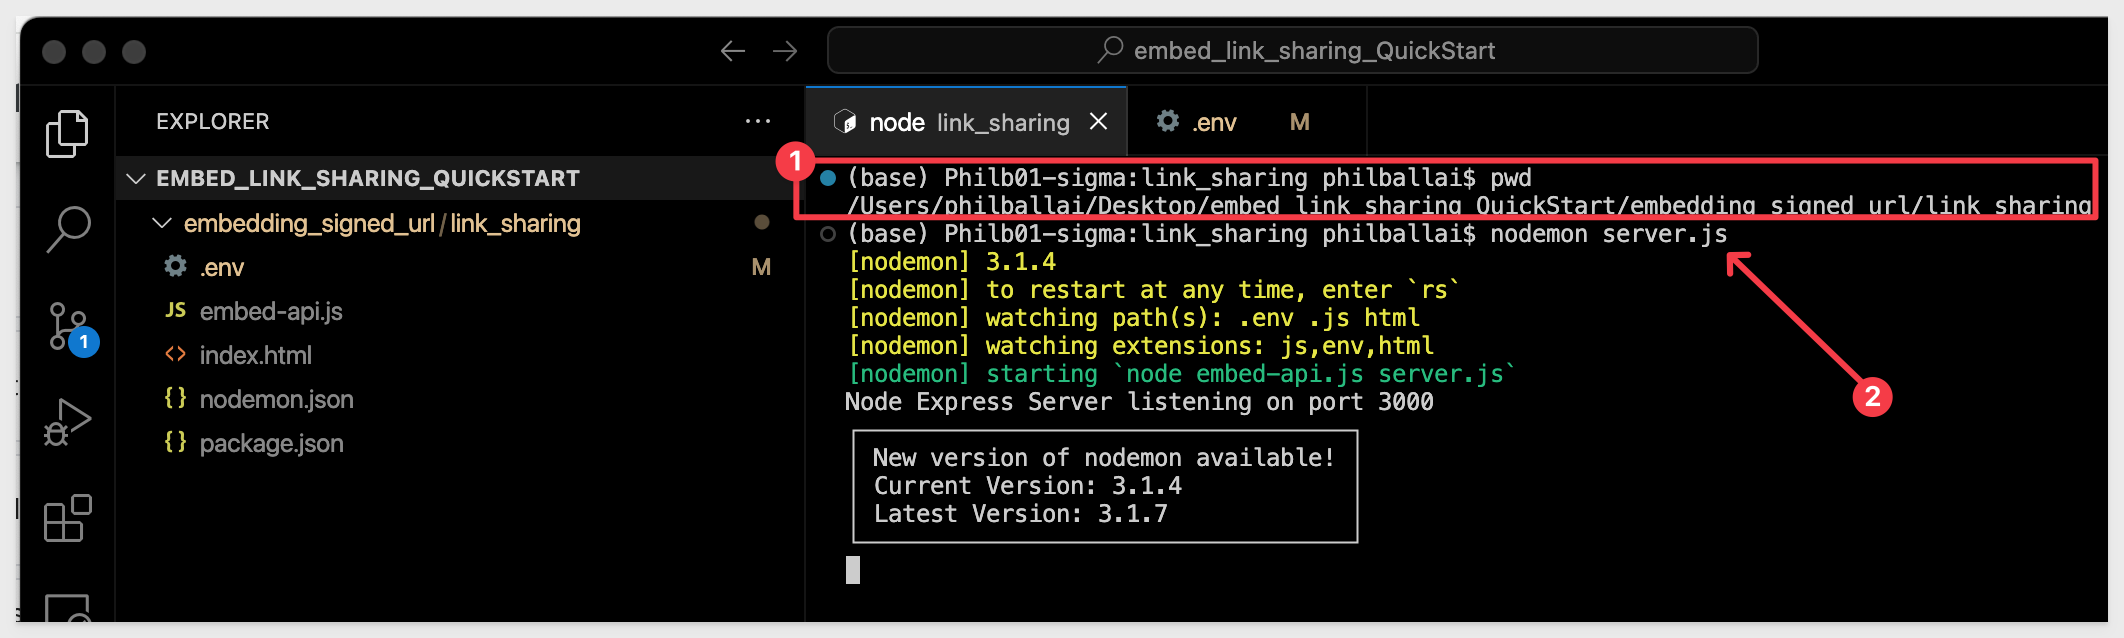 embed_link_sharing_QuickStart
EXPLORER
node link_sharing
.env M
EMBED_LINK_SHARING_QUICKSTART
embedding_signed_url/link_sharing
.env M
embed-api.js
index.html
nodemon.json
package.json
1
1
(base) Philb01-sigma:link_sharing philballai$ pwd
/Users/philballai/Desktop/embed_link_sharing_QuickStart/embedding_signed_url/link_sharing
(base) Philb01-sigma:link_sharing philballai$ nodemon server.js
[nodemon] 3.1.4
[nodemon] to restart at any time, enter `rs`
[nodemon] watching path(s): .env .js html
[nodemon] watching extensions: js,env,html
[nodemon] starting `node embed-api.js server.js`
Node Express Server listening on port 3000
2
New version of nodemon available!
Current Version: 3.1.4
Latest Version: 3.1.7